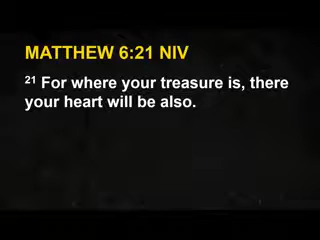 MATTHEW 6:21 NIV
21 For where your treasure is, there
your heart will be also.